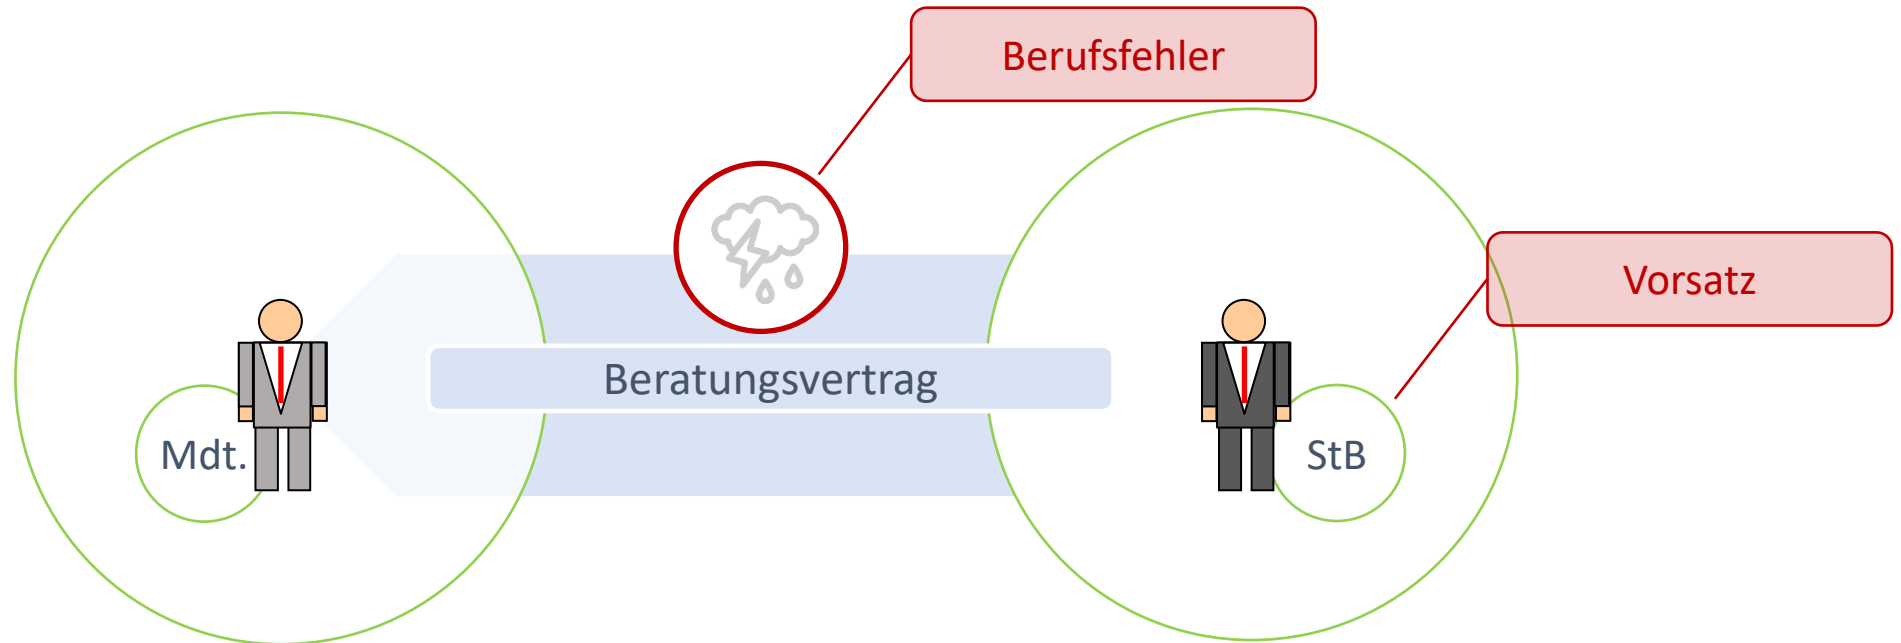 Berufsfehler
Vorsatz
Beratungsvertrag
Mdt.
StB